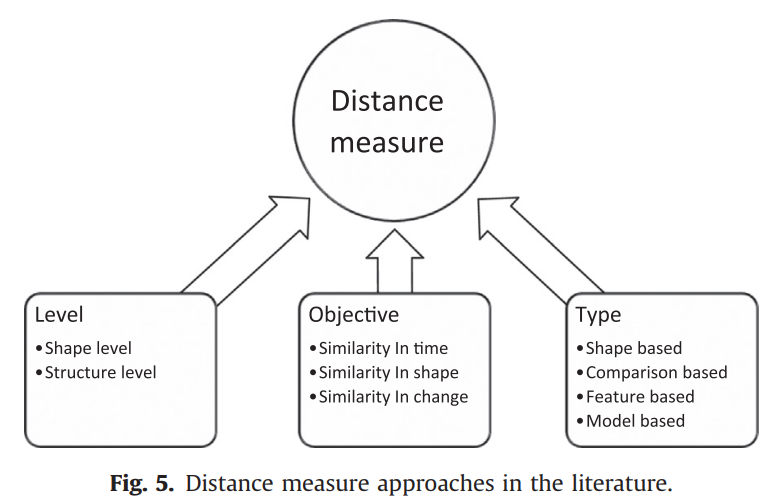 Distance
measure
Level
•Shape level
•Structure level
Objective
•Similarity In time
•Similarity In shape
•Similarity In change
Type
•Shape based
•Comparison based
•Feature based
•Model based
Fig. 5. Distance measure approaches in the literature.